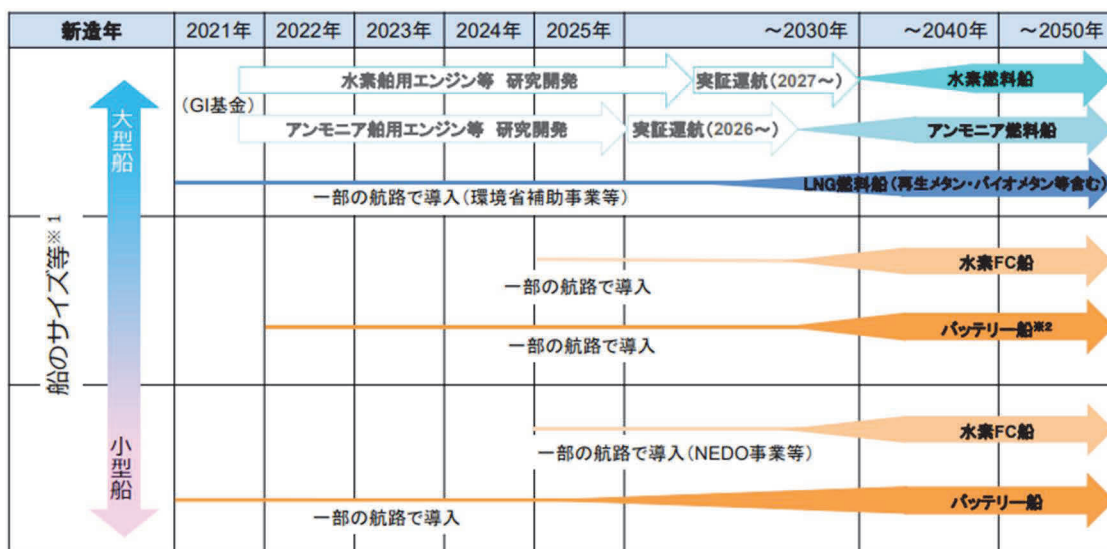 新造年 2021年 2022年 2023年 2024年 2025年 ～2030年 ～2040年 ～2050年
水素舶用エンジン等 研究開発 実証運航(2027～) 水素燃料船
(GI基金)
アンモニア舶用エンジン等 研究開発 実証運航(2026～) アンモニア燃料船
大型船
LNG燃料船(再生メタン・バイオメタン等含む)
一部の航路で導入(環境省補助事業等)
船のサイズ等※1
水素FC船
一部の航路で導入
バッテリー船※2
一部の航路で導入
小型船
水素FC船
一部の航路で導入(NEDO事業等)
バッテリー船
一部の航路で導入